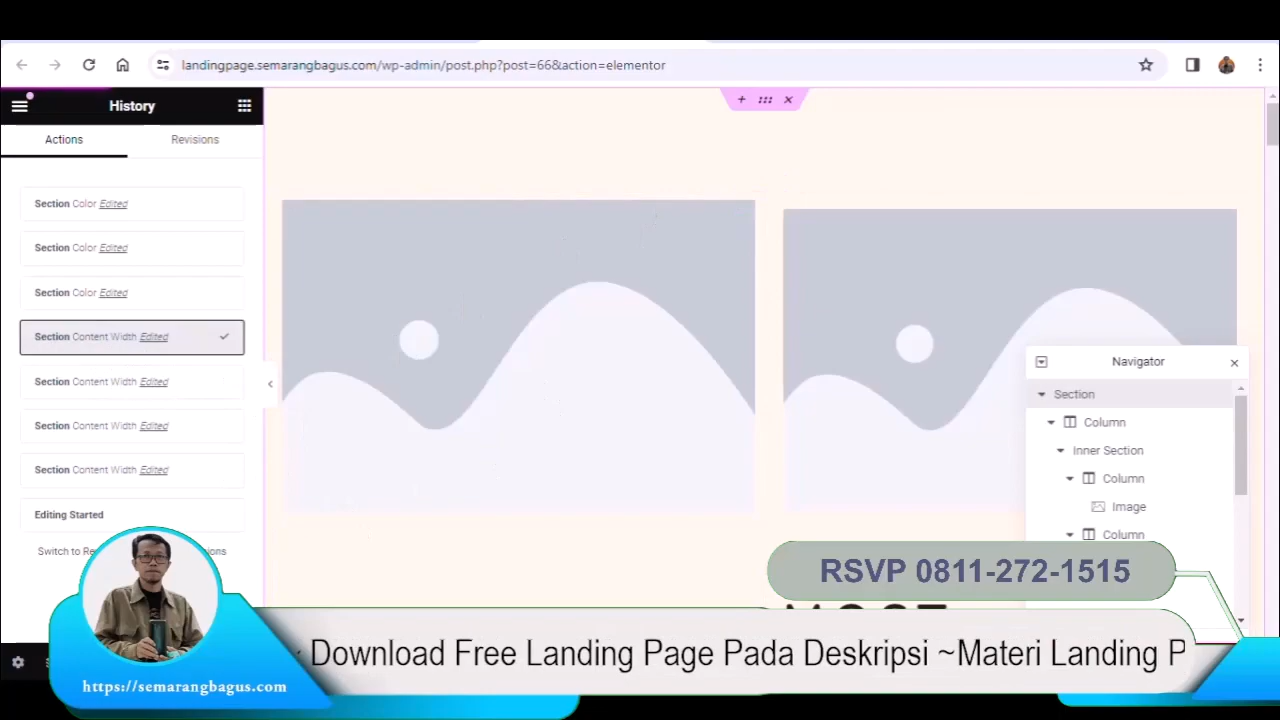 landingpage.semarangbagus.com/wp-admin/post.php?post=66&action=elementor
History
Actions
Revisions
Section Color Edited
Section Color Edited
Section Color Edited
Section Content Width Edited
Section Content Width Edited
Section Content Width Edited
Section Content Width Edited
Editing Started
Switch to
Navigator
Section
Column
Inner Section
Column
Image
Column
RSVP 0811-272-1515
Download Free Landing Page Pada Deskripsi ~Materi Landing P
https://semarangbagus.com